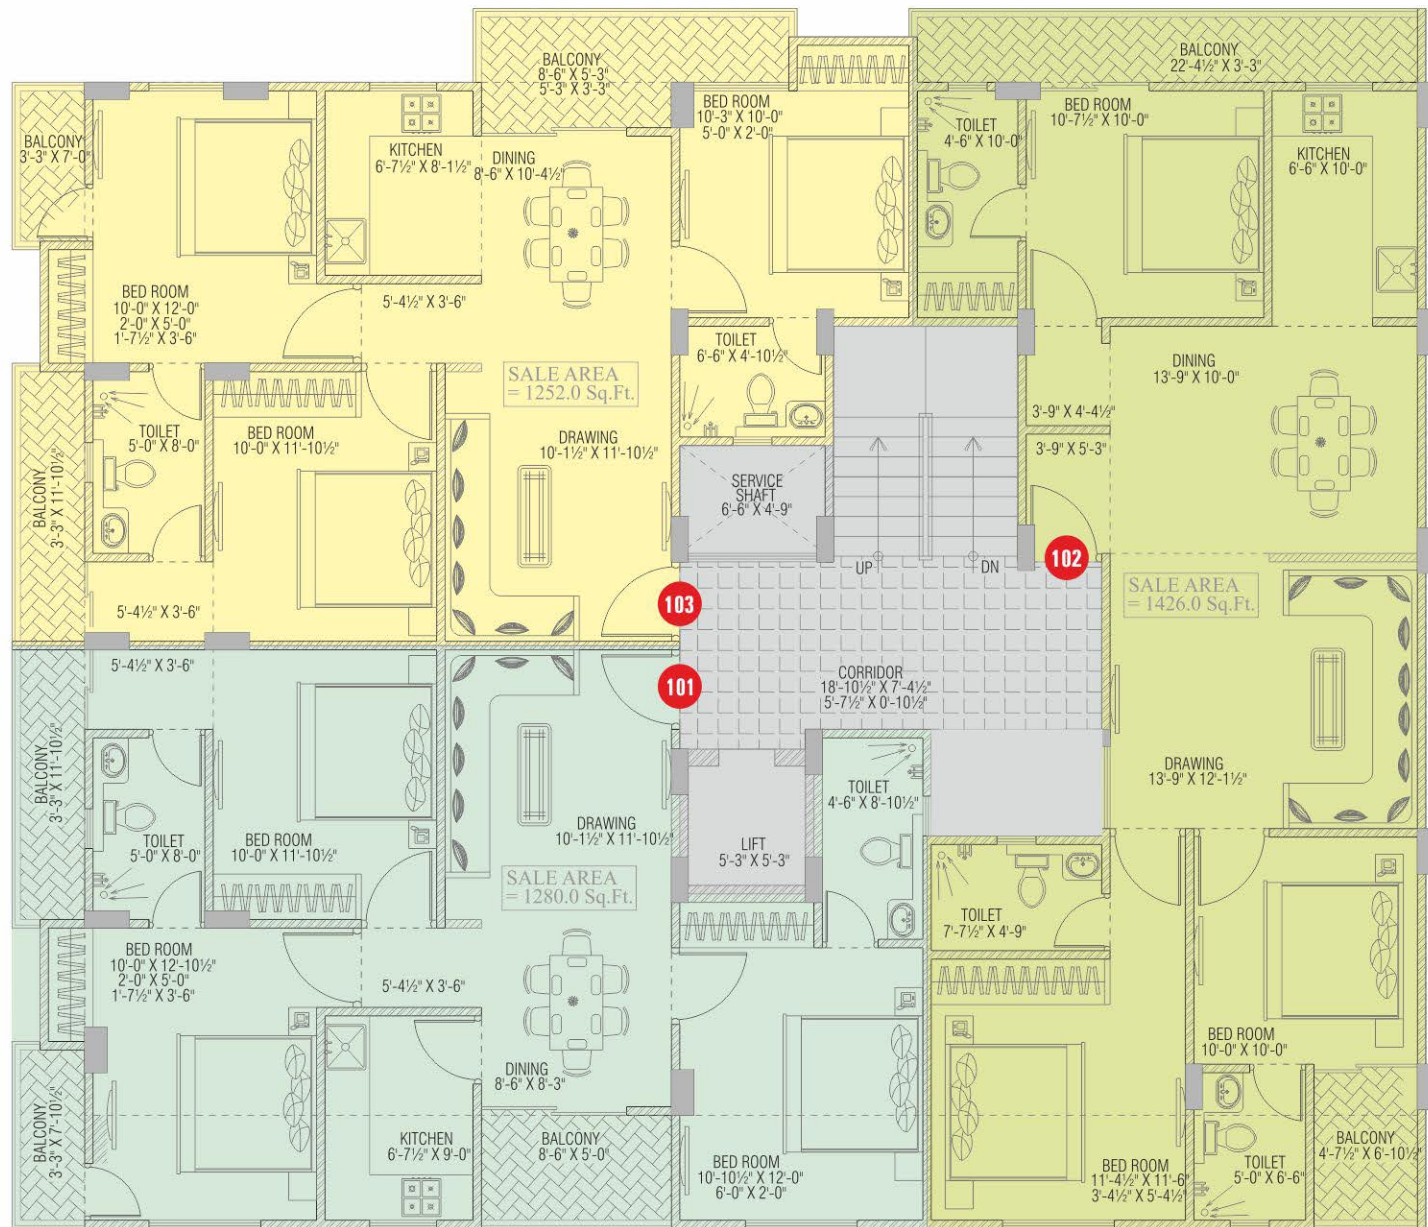 BALCONY
8'-6" X 5'-3"
5'-3" X 3'-3"
BALCONY
22'-4½" X 3'-3"
BALCONY
3'-3" X 7'-0"
KITCHEN
6'-7½" X 8'-1½"
DINING
8'-6" X 10'-4½"
BED ROOM
10'-3" X 10'-0"
5'-0" X 2'-0"
TOILET
4'-6" X 10'-0"
BED ROOM
10'-7½" X 10'-0"
KITCHEN
6'-6" X 10'-0"
BED ROOM
10'-0" X 12'-0"
2'-0" X 5'-0"
1'-7½" X 3'-6"
5'-4½" X 3'-6"
TOILET
6'-6" X 4'-10½"
SALE AREA
= 1252.0 Sq.Ft.
DINING
13'-9" X 10'-0"
3'-9" X 4'-4½"
BALCONY
3'-3" X 11'-10½"
TOILET
5'-0" X 8'-0"
BED ROOM
10'-0" X 11'-10½"
DRAWING
10'-1½" X 11'-10½"
3'-9" X 5'-3"
SERVICE
SHAFT
6'-6" X 4'-9"
UP
DN
102
SALE AREA
= 1426.0 Sq.Ft.
5'-4½" X 3'-6"
103
5'-4½" X 3'-6"
101
CORRIDOR
18'-10½" X 7'-4½"
5'-7½" X 0'-10½"
BALCONY
3'-3" X 11'-10½"
DRAWING
13'-9" X 12'-1½"
TOILET
4'-6" X 8'-10½"
TOILET
5'-0" X 8'-0"
BED ROOM
10'-0" X 11'-10½"
DRAWING
10'-1½" X 11'-10½"
LIFT
5'-3" X 5'-3"
SALE AREA
= 1280.0 Sq.Ft.
TOILET
7'-7½" X 4'-9"
BED ROOM
10'-0" X 12'-10½"
2'-0" X 5'-0"
1'-7½" X 3'-6"
5'-4½" X 3'-6"
BED ROOM
10'-0" X 10'-0"
DINING
8'-6" X 8'-3"
BALCONY
3'-3" X 7'-10½"
KITCHEN
6'-7½" X 9'-0"
BALCONY
8'-6" X 5'-0"
BED ROOM
10'-10½" X 12'-0"
6'-0" X 2'-0"
BED ROOM
11'-4½" X 11'-6"
3'-4½" X 5'-4½"
TOILET
5'-0" X 6'-6"
BALCONY
4'-7½" X 6'-10½"